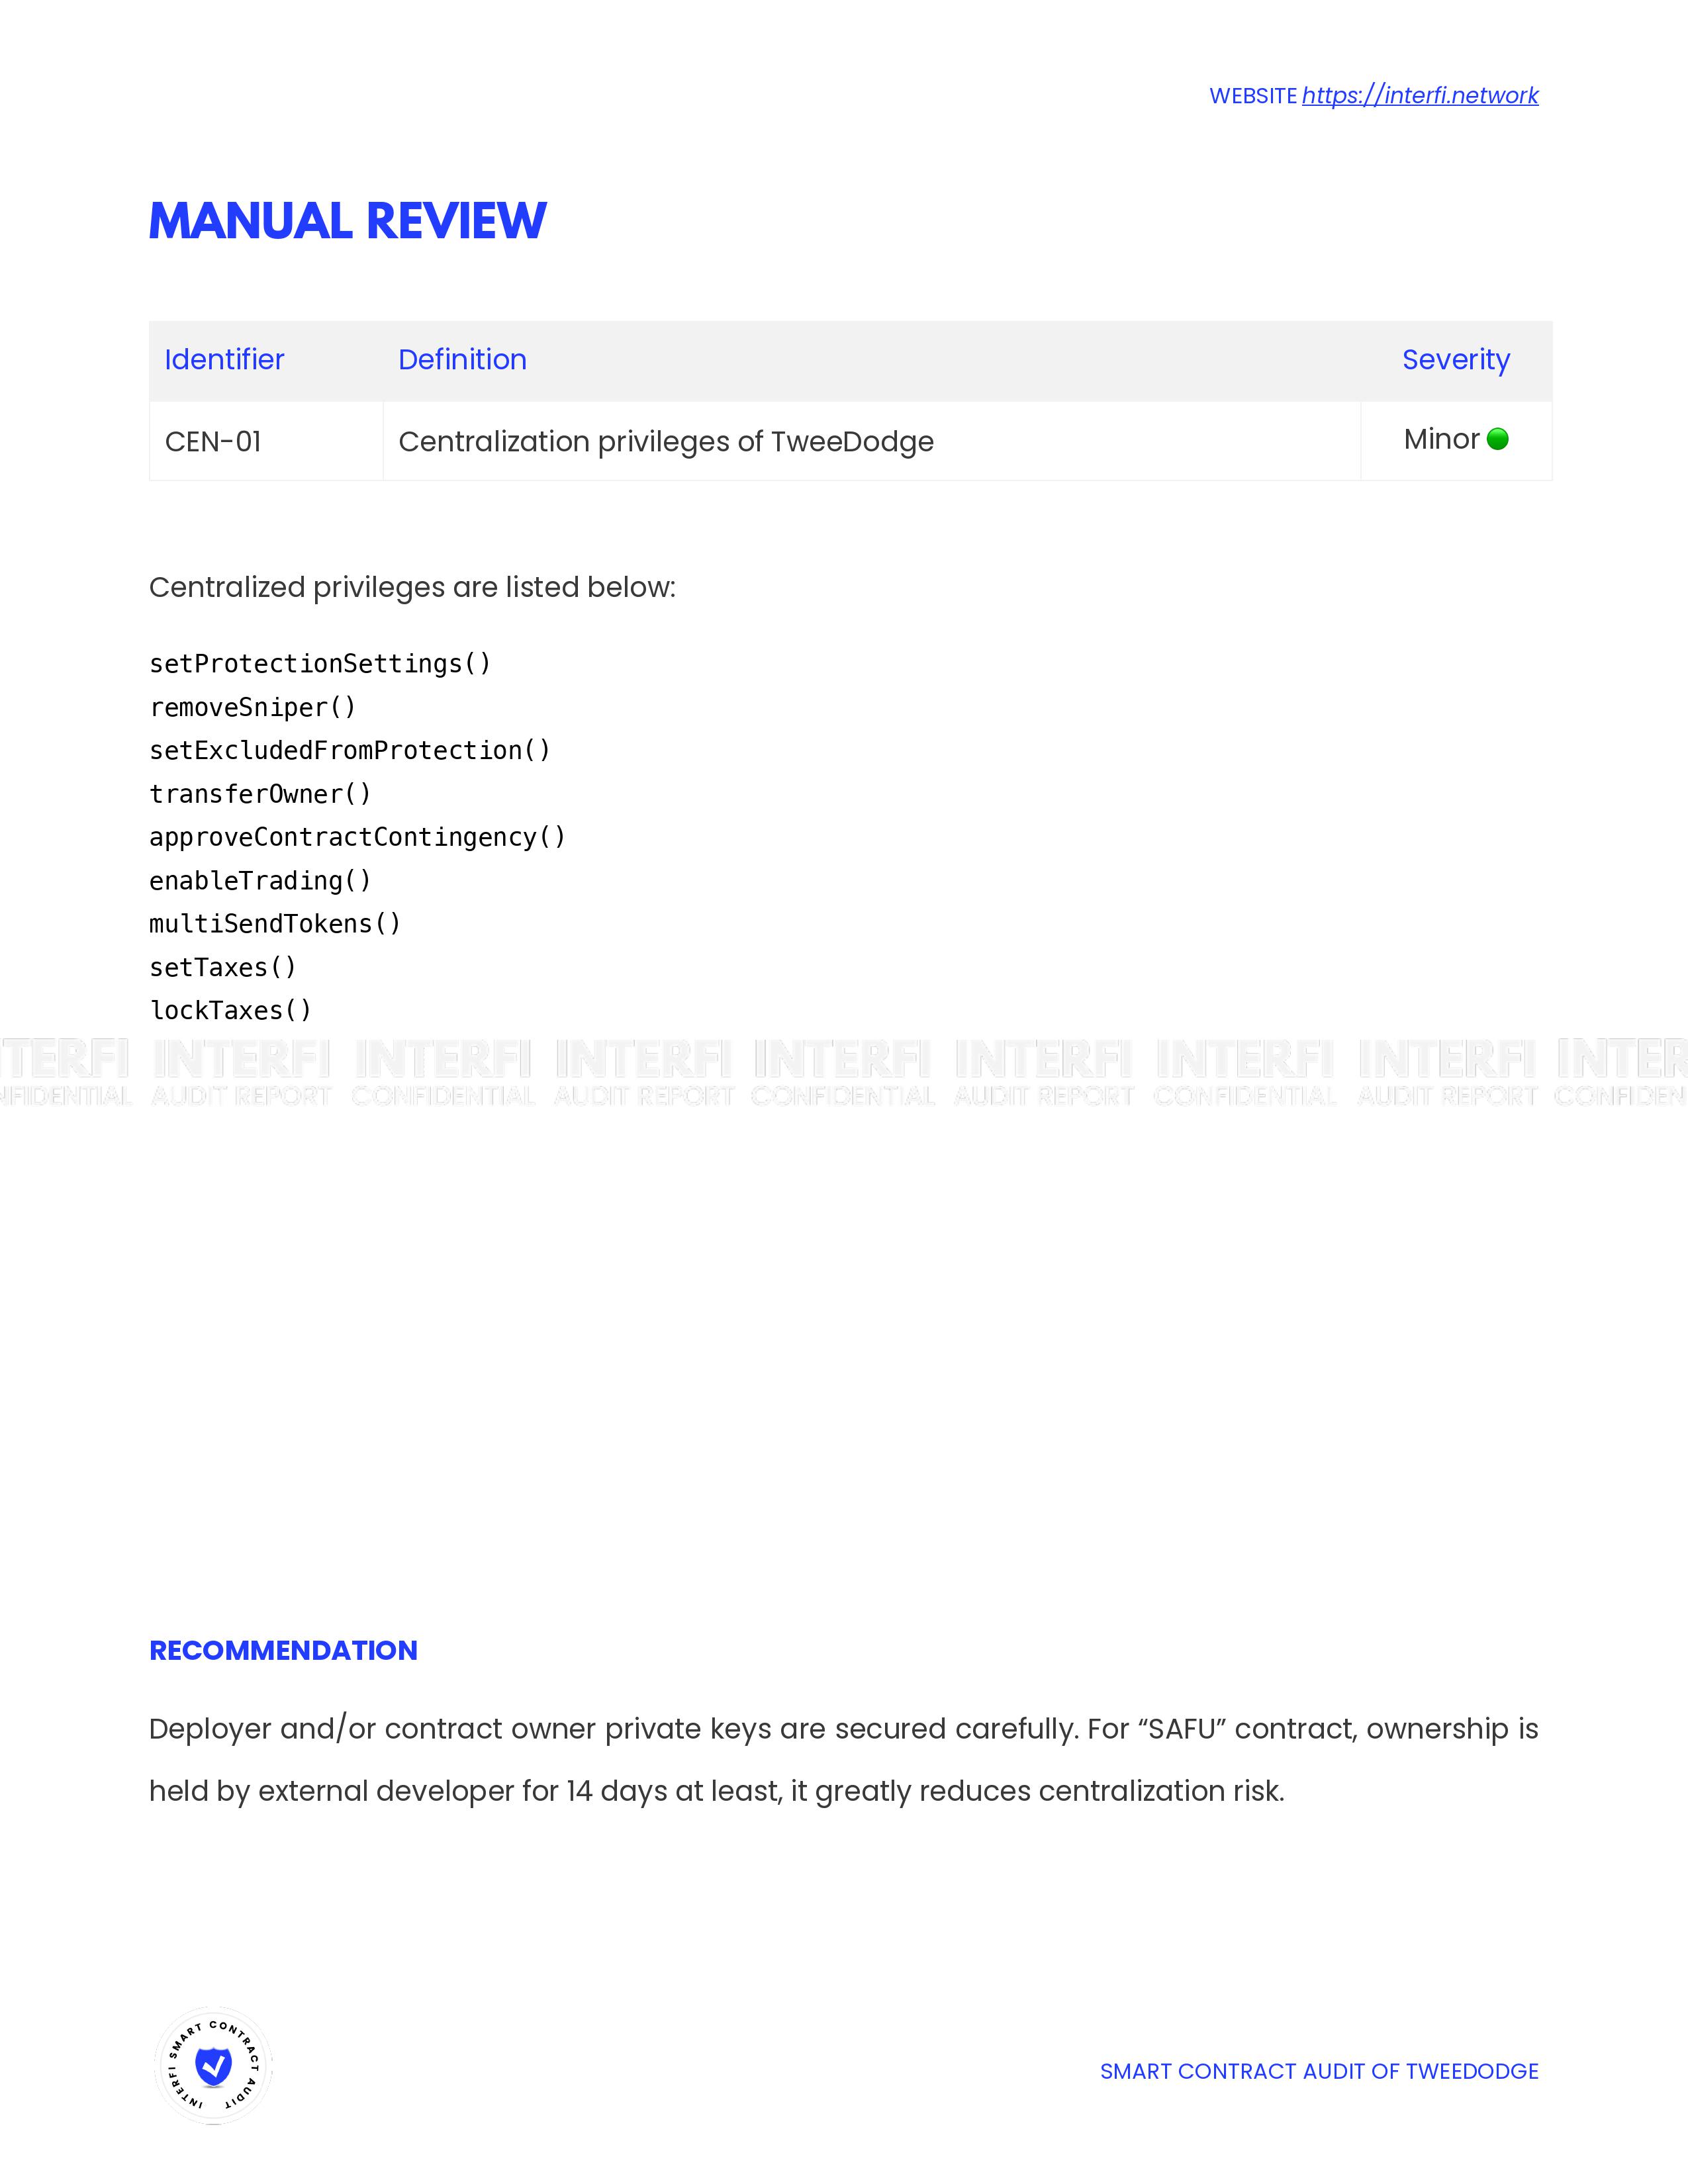 WEBSITE https://interfi.network
MANUAL REVIEW
Identifier Definition Severity
CEN-01 Centralization privileges of TweeDodge Minor
Centralized privileges are listed below:
setProtectionSettings()
removeSniper()
setExcludedFromProtection()
transferOwner()
approveContractContingency()
enableTrading()
multiSendTokens()
setTaxes()
lockTaxes()
TERFI INTERFI INTERFI INTERFI INTERFI INTERFI INTERFI INTERFI INTER
NFIDENTIAL AUDIT REPORT CONFIDENTIAL AUDIT REPORT CONFIDENTIAL AUDIT REPORT CONFIDENTIAL AUDIT REPORT CONFIDEN
RECOMMENDATION
Deployer and/or contract owner private keys are secured carefully. For “SAFU” contract, ownership is
held by external developer for 14 days at least, it greatly reduces centralization risk.
INTERFI SMART CONTRACT AUDIT
SMART CONTRACT AUDIT OF TWEEDODGE